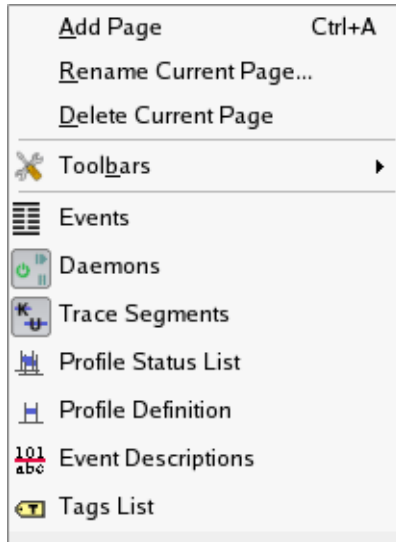 Add Page Ctrl+A
Rename Current Page...
Delete Current Page
Toolbars
Events
Daemons
K U Trace Segments
Profile Status List
Profile Definition
101 abc Event Descriptions
T Tags List